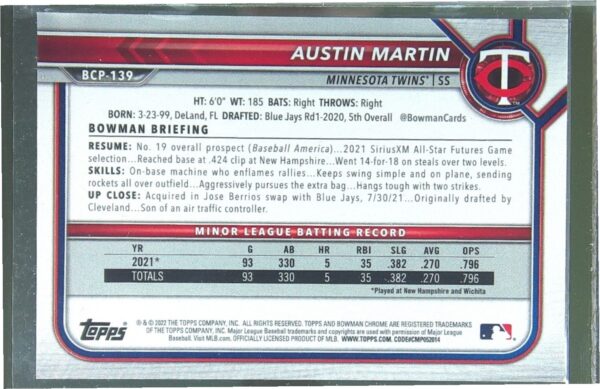 AUSTIN MARTIN
BCP-139
MINNESOTA TWINS® | SS
TC
HT: 6'0" WT: 185 BATS: Right THROWS: Right
BORN: 3-23-99, DeLand, FL DRAFTED: Blue Jays Rd1-2020, 5th Overall @BowmanCards
BOWMAN BRIEFING
RESUME: No. 19 overall prospect (Baseball America)...2021 SiriusXM All-Star Futures Game
selection...Reached base at .424 clip at New Hampshire...Went 14-for-18 on steals over two levels.
SKILLS: On-base machine who enflames rallies...Keeps swing simple and on plane, sending
rockets all over outfield...Aggressively pursues the extra bag...Hangs tough with two strikes.
UP CLOSE: Acquired in Jose Berrios swap with Blue Jays, 7/30/21...Originally drafted by
Cleveland...Son of an air traffic controller.
MINOR LEAGUE BATTING RECORD
YR G AB HR RBI SLG AVG OPS
2021* 93 330 5 35 .382 .270 .796
TOTALS 93 330 5 35 .382 .270 .796
*Played at New Hampshire and Wichita
Topps
® & © 2022 THE TOPPS COMPANY, INC. ALL RIGHTS RESERVED. TOPPS AND BOWMAN CHROME ARE REGISTERED TRADEMARKS
OF THE TOPPS COMPANY, INC. Major League Baseball trademarks and copyrights are used with permission of Major League
Baseball. Visit MLB.com. OFFICIALLY LICENSED PRODUCT OF MLB. WWW.TOPPS.COM. CODE#CMP052014